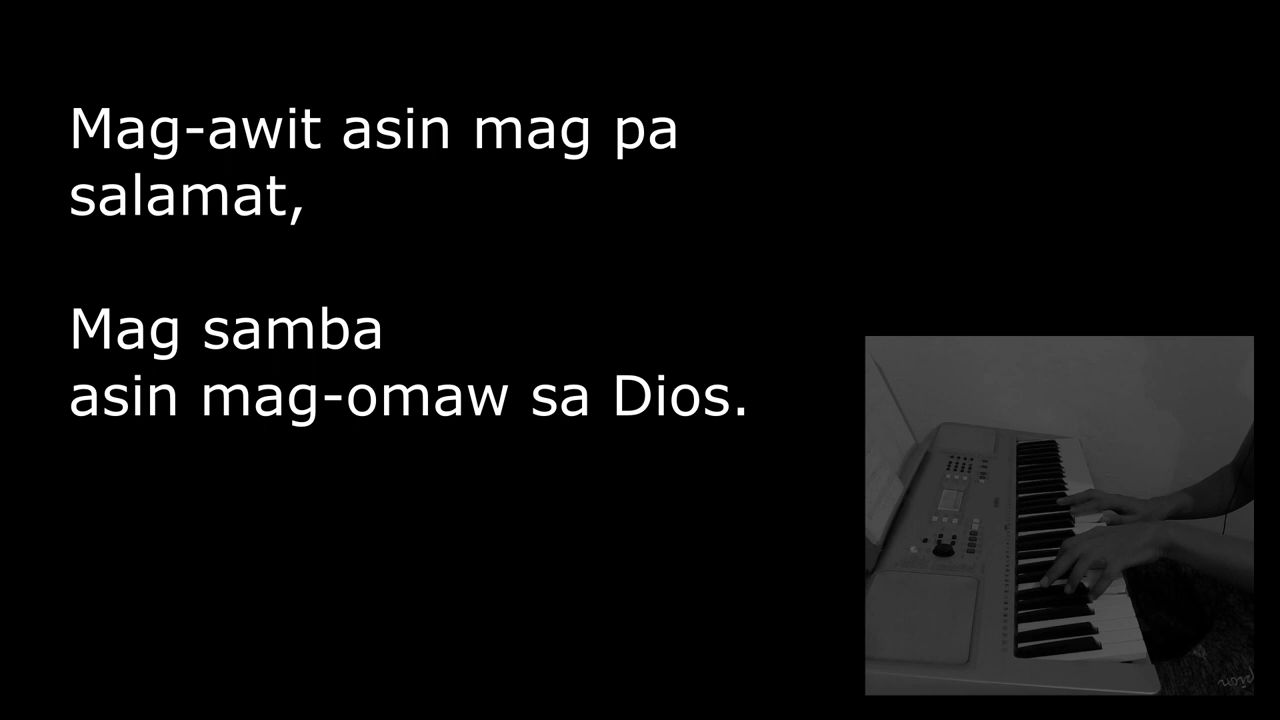 Mag-awit asin mag pa
salamat,
Mag samba
asin mag-omaw sa Dios.